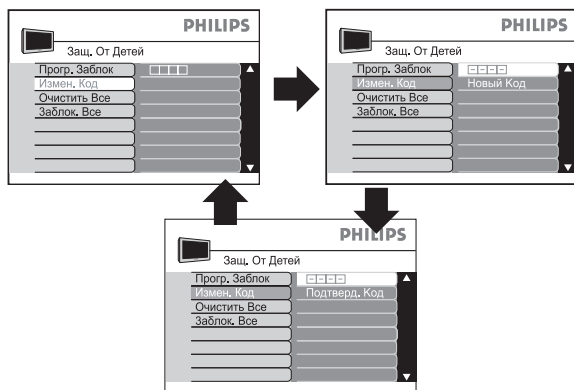 PHILIPS
Защ. От Детей
Прогр. Заблок
Измен. Код
Очистить Все
Заблок. Все
PHILIPS
Защ. От Детей
Прогр. Заблок
Измен. Код Новый Код
Очистить Все
Заблок. Все
PHILIPS
Защ. От Детей
Прогр. Заблок
Измен. Код Подтверд. Код
Очистить Все
Заблок. Все